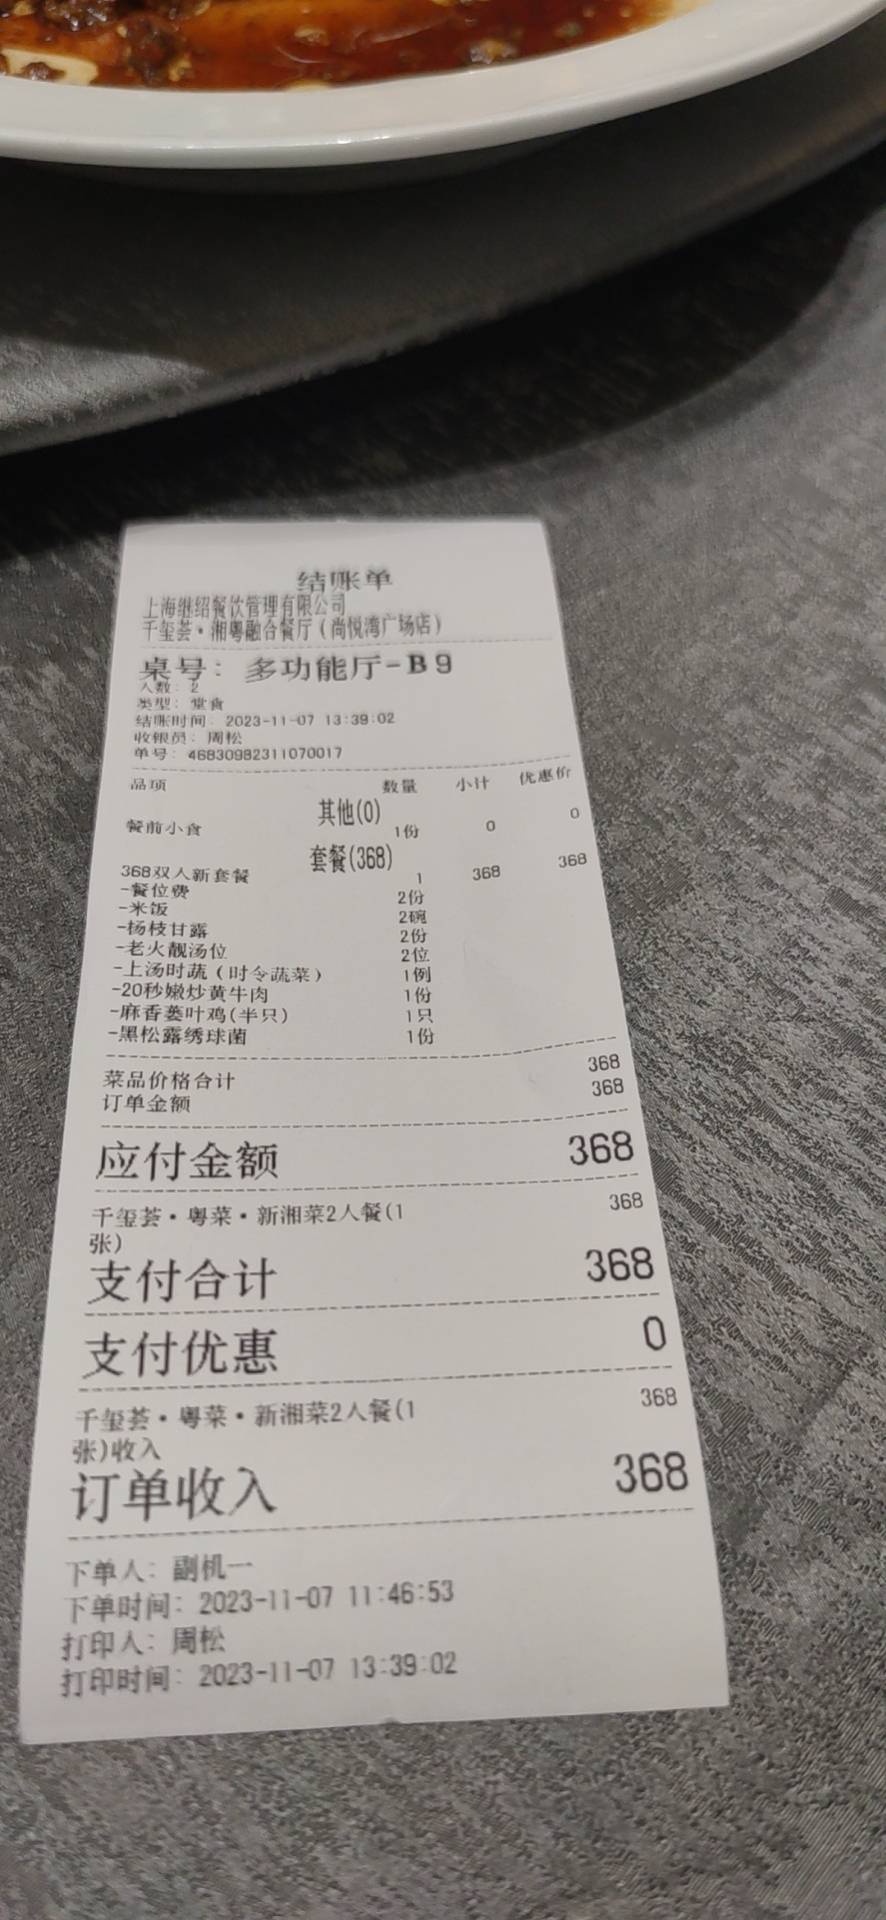 结账单
上海继绍餐饮管理有限公司
千玺荟·湘粤融合餐厅(尚悦湾广场店)
桌号: 多功能厅-B9
人数: 2
类型: 堂食
结账时间: 2023-11-07 13:39:02
收银员: 周松
单号: 46830982311070017
品项 数量 小计 优惠价
其他(0)
餐前小食 1份 0 0
套餐(368)
368双人新套餐 1 368 368
-餐位费 2份
-米饭 2碗
-杨枝甘露 2份
-老火靓汤位 2位
-上汤时蔬(时令蔬菜) 1例
-20秒嫩炒黄牛肉 1份
-麻香蒌叶鸡(半只) 1只
-黑松露绣球菌 1份
菜品价格合计 368
订单金额 368
应付金额 368
千玺荟·粤菜·新湘菜2人餐(1 368
张)
支付合计 368
支付优惠 0
千玺荟·粤菜·新湘菜2人餐(1 368
张)收入
订单收入 368
下单人: 副机一
下单时间: 2023-11-07 11:46:53
打印人: 周松
打印时间: 2023-11-07 13:39:02